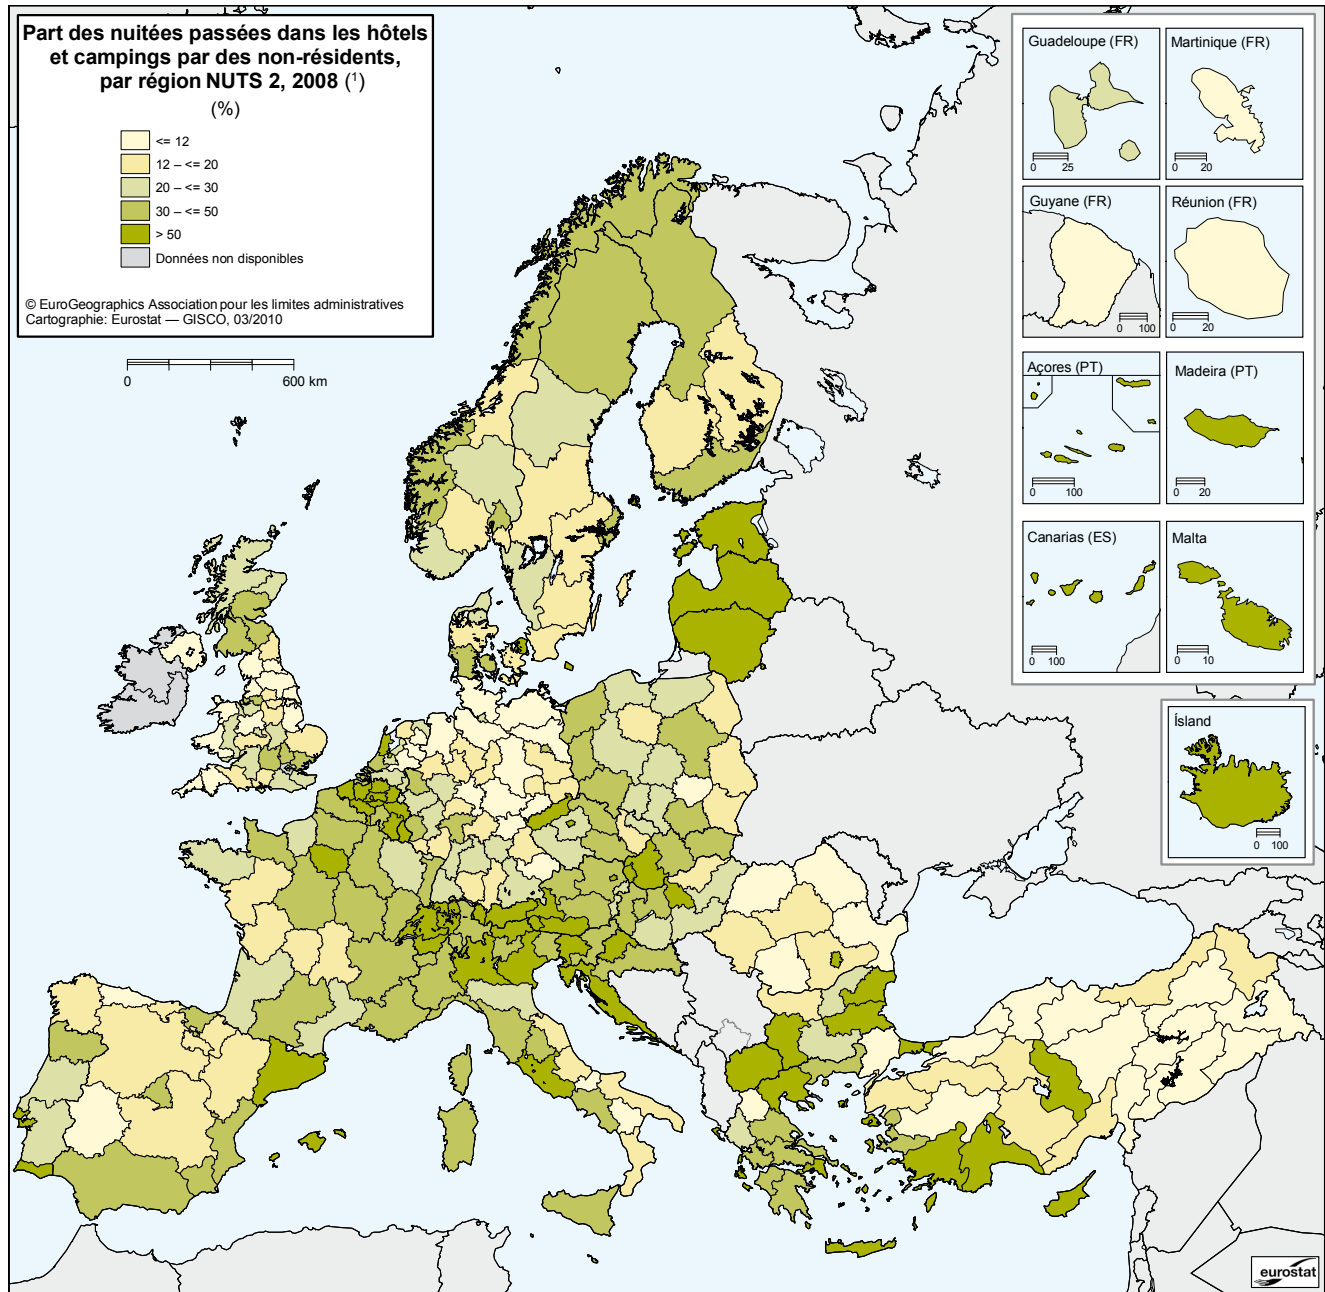 Part des nuitées passées dans les hôtels
et campings par des non-résidents,
par région NUTS 2, 2008 (¹)
(%)
<= 12
12 – <= 20
20 – <= 30
30 – <= 50
> 50
Données non disponibles
© EuroGeographics Association pour les limites administratives
Cartographie: Eurostat — GISCO, 03/2010
0 600 km
Guadeloupe (FR)
0 25
Martinique (FR)
0 20
Guyane (FR)
0 100
Réunion (FR)
0 20
Açores (PT)
0 100
Madeira (PT)
0 20
Canarias (ES)
0 100
Malta
0 10
Ísland
0 100
eurostat